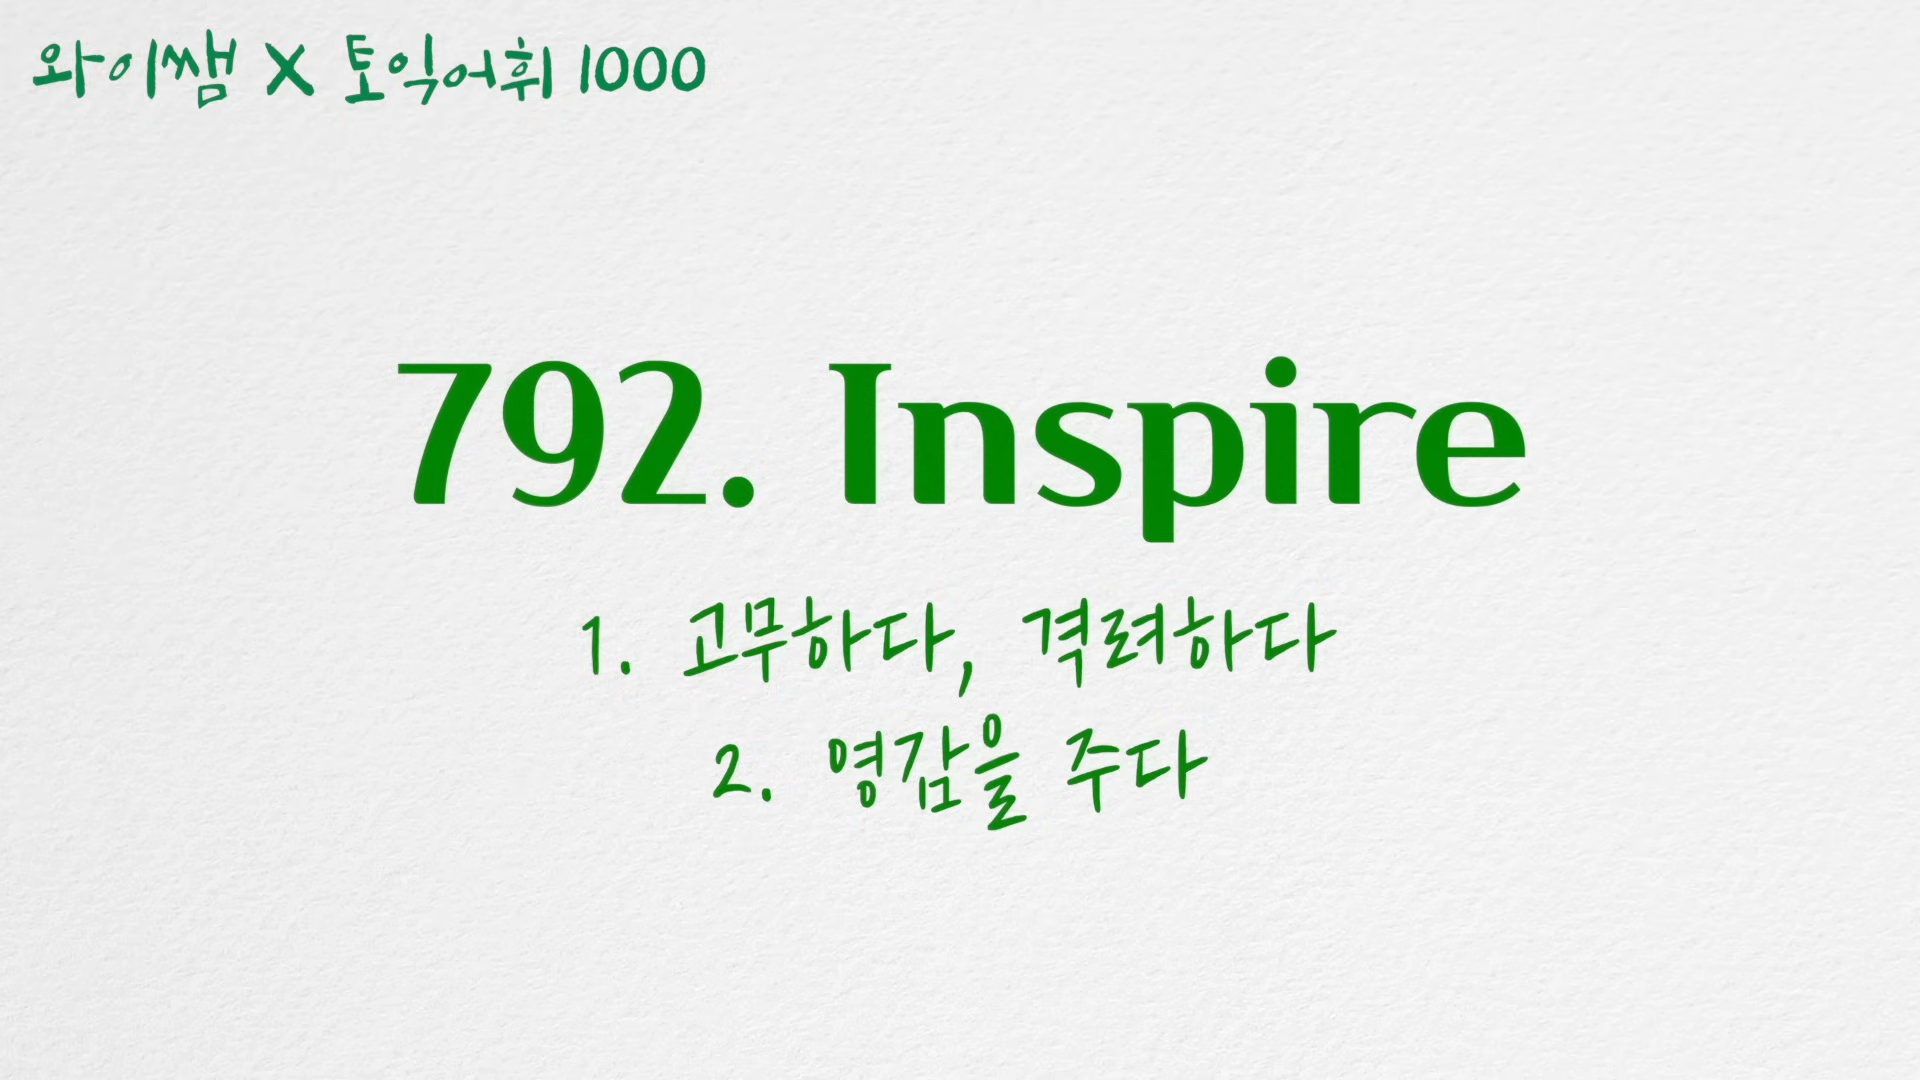 와이쌤 X 토익어휘 1000
792. Inspire
1. 고무하다, 격려하다
2. 영감을 주다